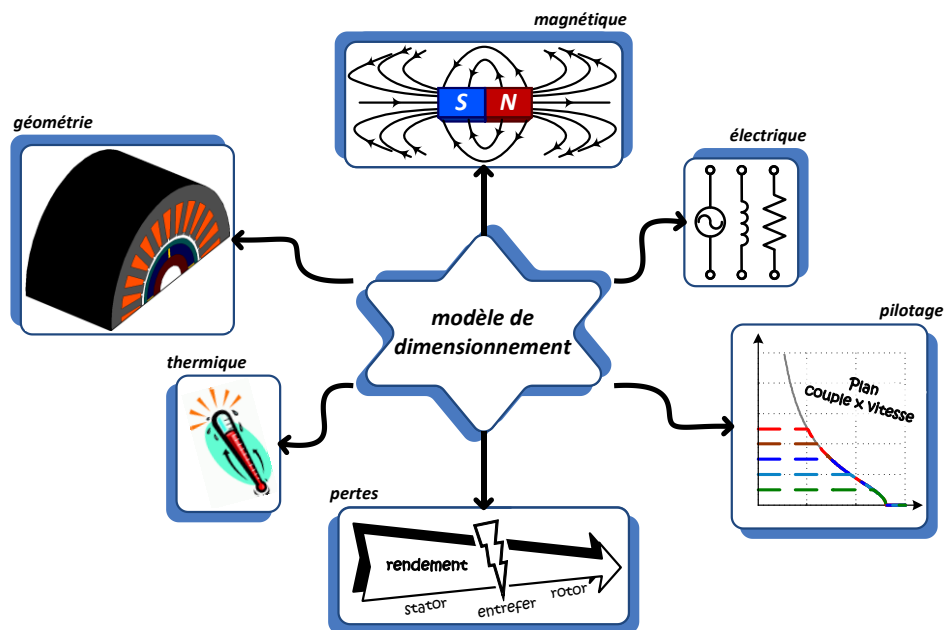 magnétique
géométrie
S N
électrique
modèle de
dimensionnement
pilotage
Plan
couple x vitesse
thermique
pertes
rendement
stator entrefer rotor